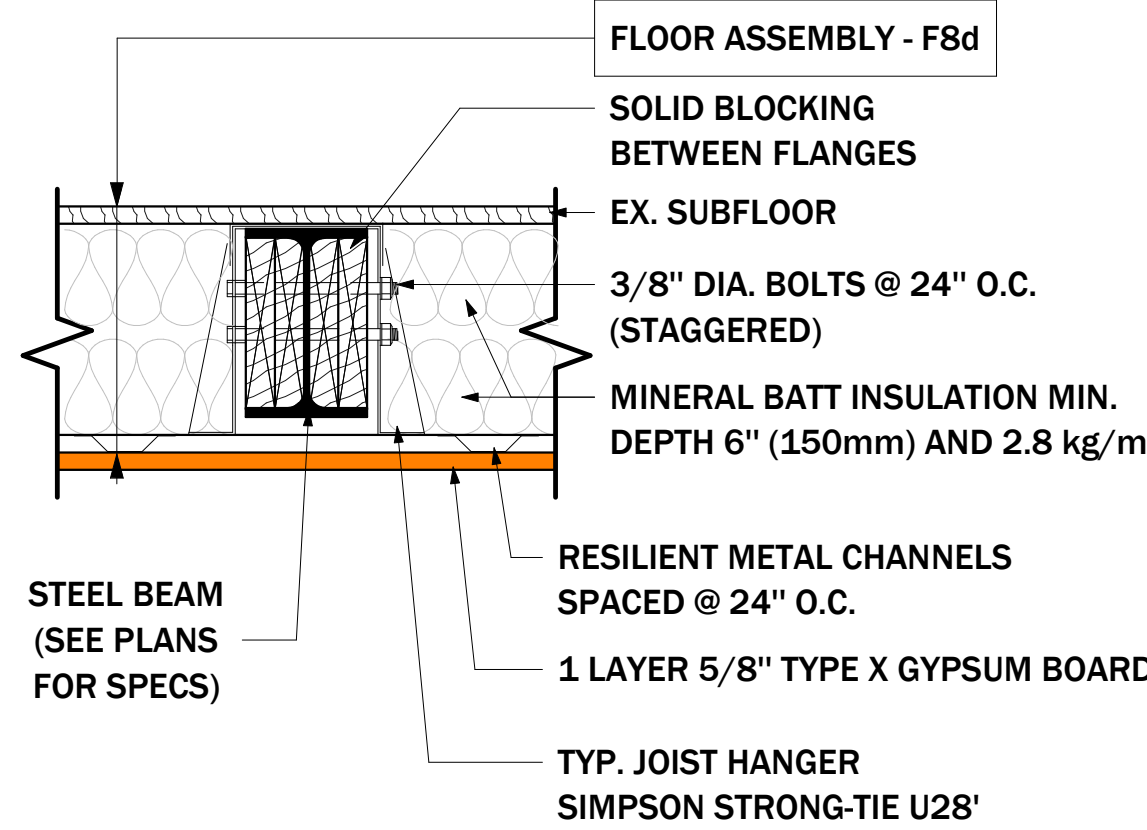 FLOOR ASSEMBLY - F8d
SOLID BLOCKING
BETWEEN FLANGES
EX. SUBFLOOR
3/8" DIA. BOLTS @ 24" O.C.
(STAGGERED)
MINERAL BATT INSULATION MIN.
DEPTH 6" (150mm) AND 2.8 kg/m
RESILIENT METAL CHANNELS
SPACED @ 24" O.C.
STEEL BEAM
(SEE PLANS
FOR SPECS)
1 LAYER 5/8" TYPE X GYPSUM BOARD
TYP. JOIST HANGER
SIMPSON STRONG-TIE U28'